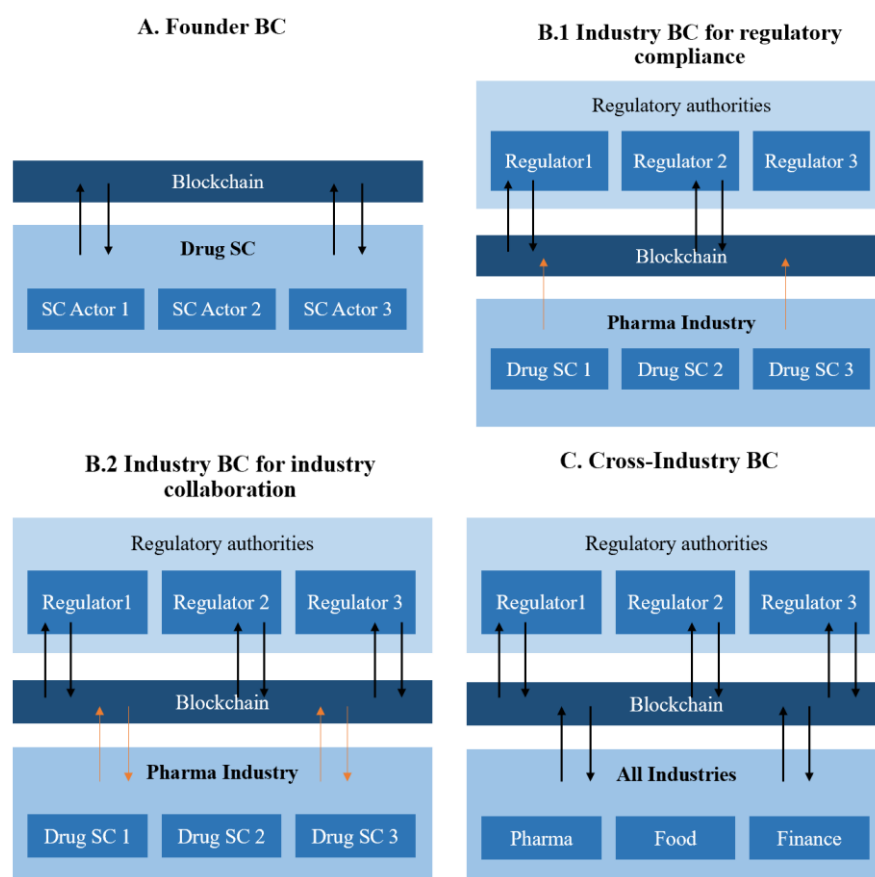 A. Founder BC
Blockchain
Drug SC
SC Actor 1
SC Actor 2
SC Actor 3
B.1 Industry BC for regulatory
compliance
Regulatory authorities
Regulator1
Regulator 2
Regulator 3
Blockchain
Pharma Industry
Drug SC 1
Drug SC 2
Drug SC 3
B.2 Industry BC for industry
collaboration
Regulatory authorities
Regulator1
Regulator 2
Regulator 3
Blockchain
Pharma Industry
Drug SC 1
Drug SC 2
Drug SC 3
C. Cross-Industry BC
Regulatory authorities
Regulator1
Regulator 2
Regulator 3
Blockchain
All Industries
Pharma
Food
Finance